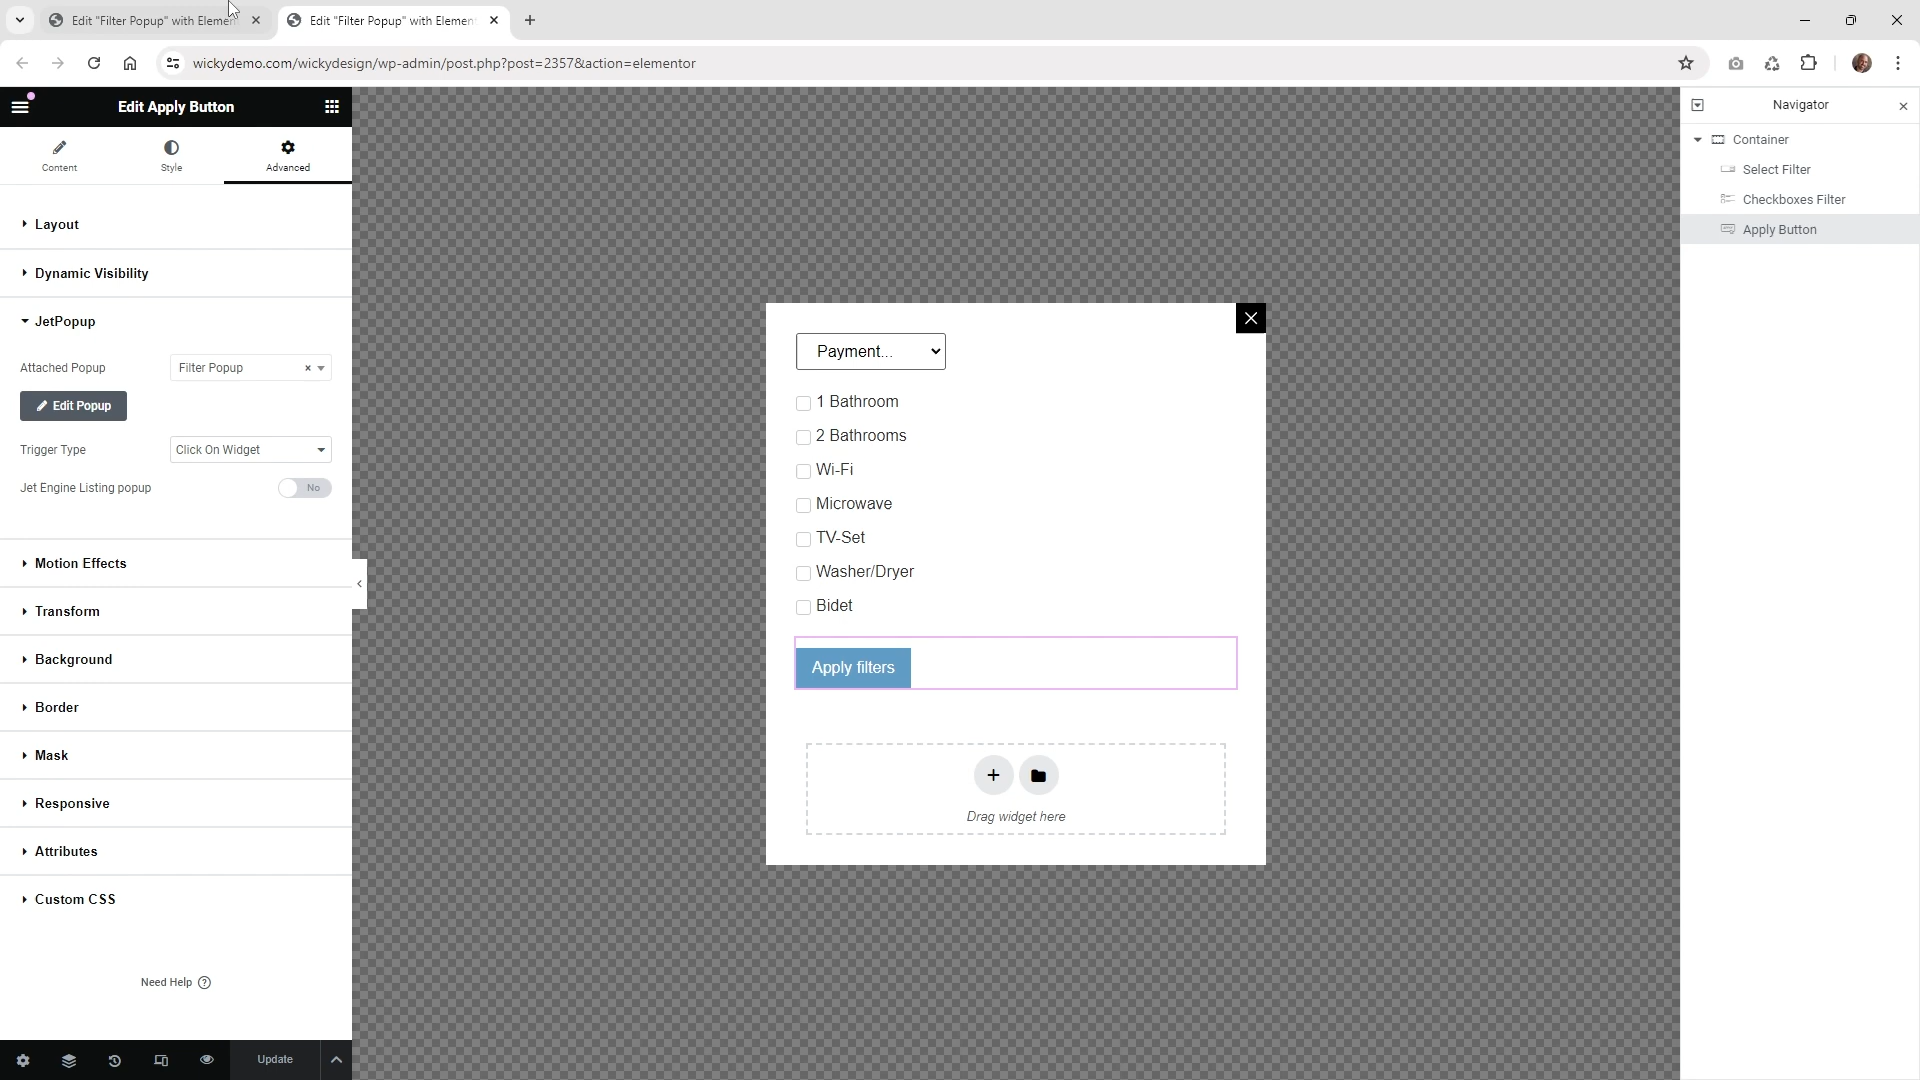 Edit "Filter Popup" with Elemen
Edit "Filter Popup" with Elemen
wickydemo.com/wickydesign/wp-admin/post.php?post=2357&action=elementor
Edit Apply Button
Content
Style
Advanced
Layout
Dynamic Visibility
JetPopup
Attached Popup
Filter Popup
Edit Popup
Trigger Type
Click On Widget
Jet Engine Listing popup
No
Motion Effects
Transform
Background
Border
Mask
Responsive
Attributes
Custom CSS
Need Help
Update
Payment...
1 Bathroom
2 Bathrooms
Wi-Fi
Microwave
TV-Set
Washer/Dryer
Bidet
Apply filters
Drag widget here
Navigator
Container
Select Filter
Checkboxes Filter
Apply Button